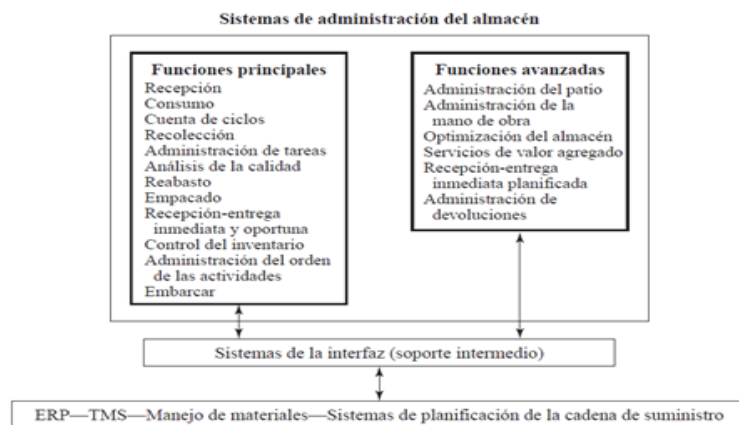 Sistemas de administración del almacén
Funciones principales
Recepción
Consumo
Cuenta de ciclos
Recolección
Administración de tareas
Análisis de la calidad
Reabasto
Empacado
Recepción-entrega
inmediata y oportuna
Control del inventario
Administración del orden
de las actividades
Embarcar
Funciones avanzadas
Administración del patio
Administración de la
mano de obra
Optimización del almacén
Servicios de valor agregado
Recepción-entrega
inmediata planificada
Administración de
devoluciones
Sistemas de la interfaz (soporte intermedio)
ERP—TMS—Manejo de materiales—Sistemas de planificación de la cadena de suministro